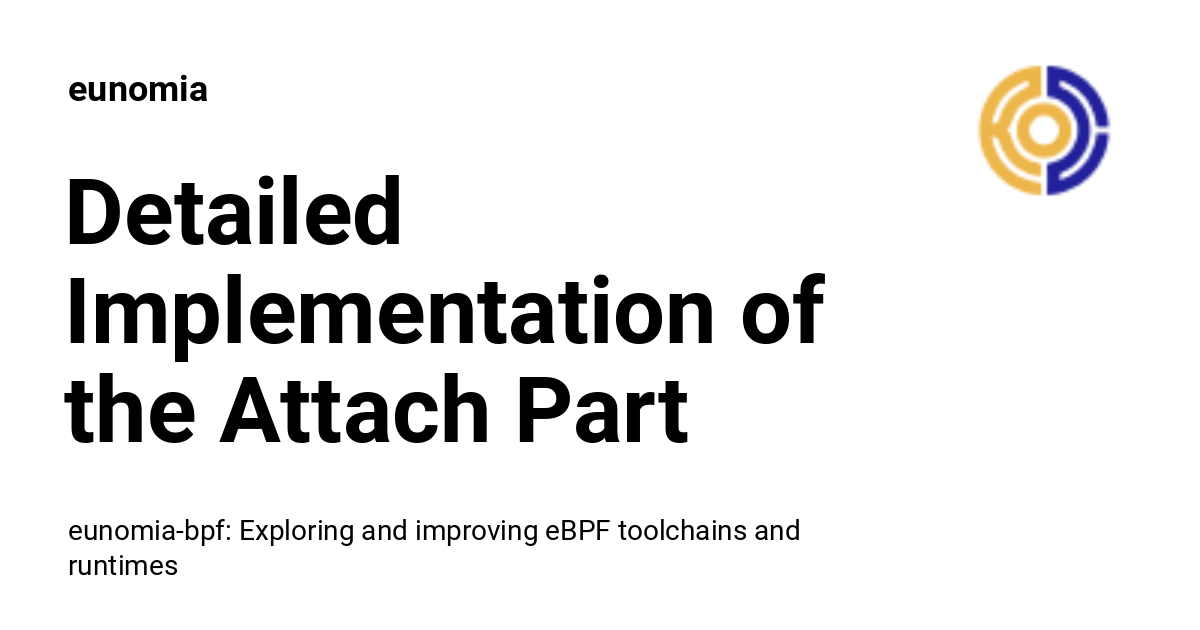 eunomia
Detailed
Implementation of
the Attach Part
eunomia-bpf: Exploring and improving eBPF toolchains and
runtimes